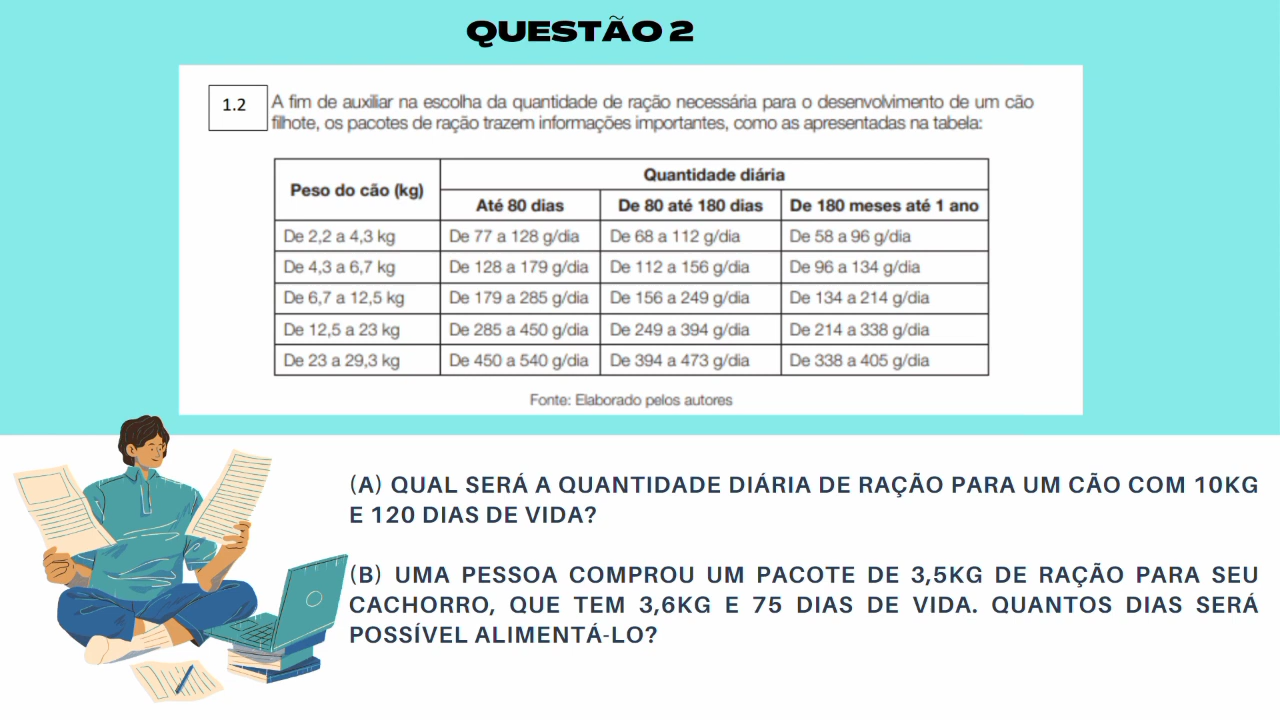 QUESTÃO 2
1.2
A fim de auxiliar na escolha da quantidade de ração necessária para o desenvolvimento de um cão
filhote, os pacotes de ração trazem informações importantes, como as apresentadas na tabela:
Peso do cão (kg) Quantidade diária
Até 80 dias De 80 até 180 dias De 180 meses até 1 ano
De 2,2 a 4,3 kg De 77 a 128 g/dia De 68 a 112 g/dia De 58 a 96 g/dia
De 4,3 a 6,7 kg De 128 a 179 g/dia De 112 a 156 g/dia De 96 a 134 g/dia
De 6,7 a 12,5 kg De 179 a 285 g/dia De 156 a 249 g/dia De 134 a 214 g/dia
De 12,5 a 23 kg De 285 a 450 g/dia De 249 a 394 g/dia De 214 a 338 g/dia
De 23 a 29,3 kg De 450 a 540 g/dia De 394 a 473 g/dia De 338 a 405 g/dia
Fonte: Elaborado pelos autores
(A) QUAL SERÁ A QUANTIDADE DIÁRIA DE RAÇÃO PARA UM CÃO COM 10KG
E 120 DIAS DE VIDA?
(B) UMA PESSOA COMPROU UM PACOTE DE 3,5KG DE RAÇÃO PARA SEU
CACHORRO, QUE TEM 3,6KG E 75 DIAS DE VIDA. QUANTOS DIAS SERÁ
POSSÍVEL ALIMENTÁ-LO?